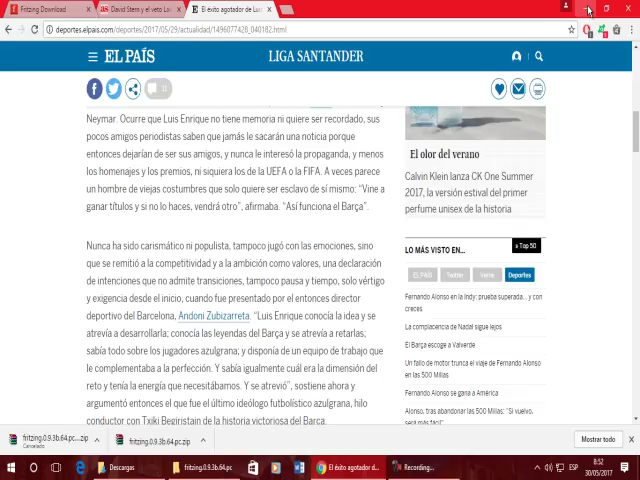 Fritzing Download
David Stern y el veto Loi
El éxito agotador de Lui
deportes.elpais.com/deportes/2017/05/29/actualidad/1496077428_040182.html
EL PAÍS
LIGA SANTANDER
Neymar. Ocurre que Luis Enrique no tiene memoria ni quiere ser recordado, sus
pocos amigos periodistas saben que jamás le sacarán una noticia porque
entonces dejarían de ser sus amigos, y nunca le interesó la propaganda, y menos
los homenajes y los premios, ni siquiera los de la UEFA o la FIFA. A veces parece
un hombre de viejas costumbres que solo quiere ser esclavo de sí mismo: “Vine a
ganar títulos y si no lo haces, vendrá otro”, afirmaba. “Así funciona el Barça”.
Nunca ha sido carismático ni populista, tampoco jugó con las emociones, sino
que se remitió a la competitividad y a la ambición como valores, una declaración
de intenciones que no admite transiciones, tampoco pausa y tiempo, solo vértigo
y exigencia desde el inicio, cuando fue presentado por el entonces director
deportivo del Barcelona, Andoni Zubizarreta. “Luis Enrique conocía la idea y se
atrevía a desarrollarla; conocía las leyendas del Barça y se atrevía a retarlas;
sabía todo sobre los jugadores azulgrana; y disponía de un equipo de trabajo que
le complementaba a la perfección. Y sabía igualmente cuál era la dimensión del
reto y tenía la energía que necesitábamos. Y se atrevió”, sostiene ahora y
argumentó entonces el que fue el último ideólogo futbolístico azulgrana, hilo
conductor con Txiki Begiristain de la historia victoriosa del Barça.
El olor del verano
Calvin Klein lanza CK One Summer
2017, la versión estival del primer
perfume unisex de la historia
LO MÁS VISTO EN...
» Top 50
EL PAÍS
Twitter
Verne
Deportes
Fernando Alonso en la Indy: prueba superada... y con
creces
La complacencia de Nadal sigue lejos
El Barça escoge a Valverde
Un fallo de motor trunca el viaje de Fernando Alonso
en las 500 Millas
Fernando Alonso se gana a América
Alonso, tras abandonar las 500 Millas: “Si vuelvo,
será más fácil”
fritzing.0.9.3b.64.pc....zip
Cancelado
fritzing.0.9.3b.64.pc.zip
Mostrar todo
Descargas
fritzing.0.9.3b.64.pc
El éxito agotador de d...
Recording...
ESP
8:52
30/05/2017